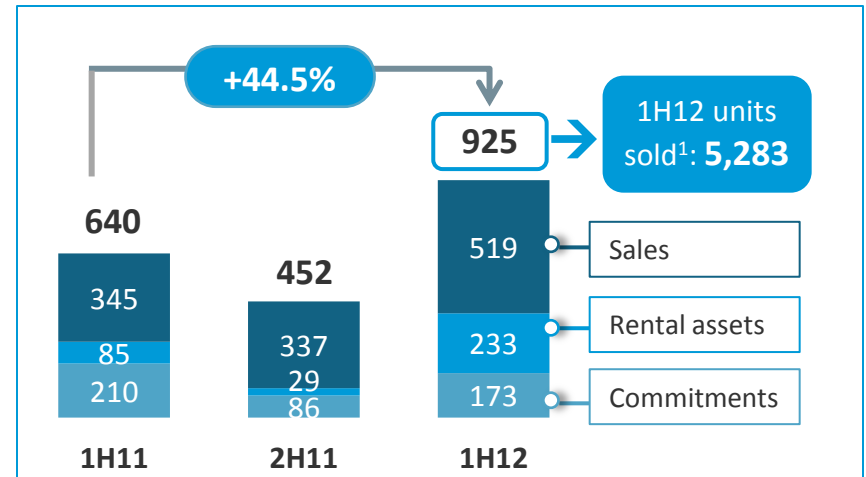 +44.5%
925
1H12 units
sold¹: 5,283
640
452
345
85
210
337
29
86
519
233
173
Sales
Rental assets
Commitments
1H11
2H11
1H12